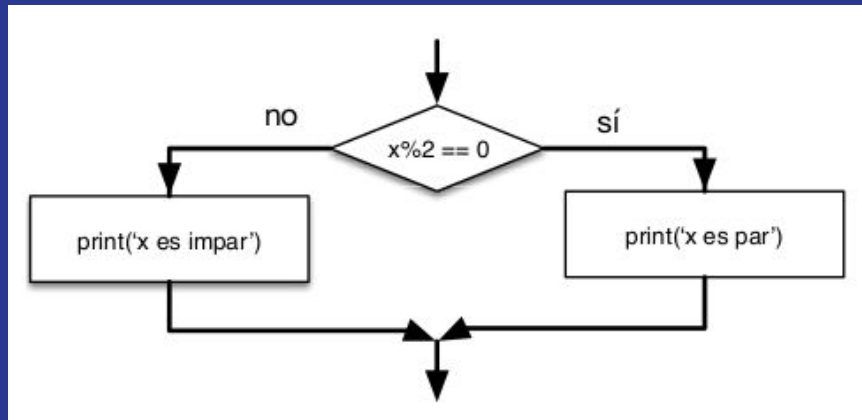 no
sí
x%2 == 0
print(‘x es impar’)
print(‘x es par’)